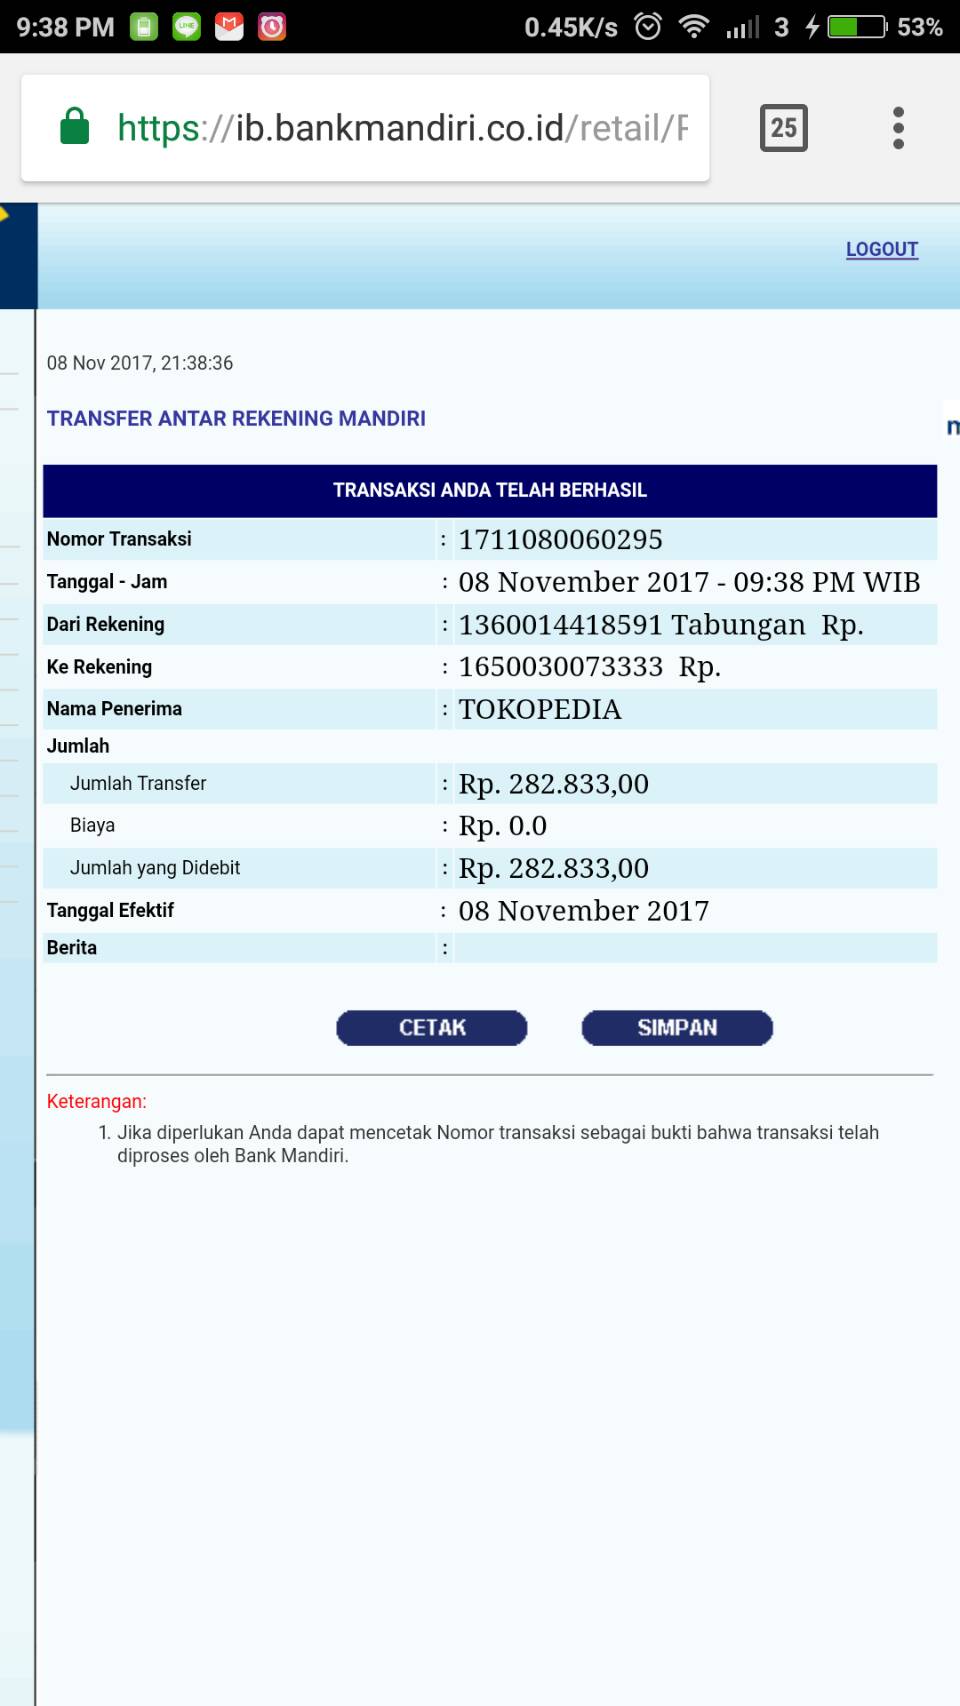 9:38 PM 0.45K/s 3 53%
https://ib.bankmandiri.co.id/retail/
25
LOGOUT
08 Nov 2017, 21:38:36
TRANSFER ANTAR REKENING MANDIRI
TRANSAKSI ANDA TELAH BERHASIL
Nomor Transaksi : 1711080060295
Tanggal - Jam : 08 November 2017 - 09:38 PM WIB
Dari Rekening : 1360014418591 Tabungan Rp.
Ke Rekening : 1650030073333 Rp.
Nama Penerima : TOKOPEDIA
Jumlah
Jumlah Transfer : Rp. 282.833,00
Biaya : Rp. 0.0
Jumlah yang Didebit : Rp. 282.833,00
Tanggal Efektif : 08 November 2017
Berita :
CETAK SIMPAN
Keterangan:
1. Jika diperlukan Anda dapat mencetak Nomor transaksi sebagai bukti bahwa transaksi telah
diproses oleh Bank Mandiri.